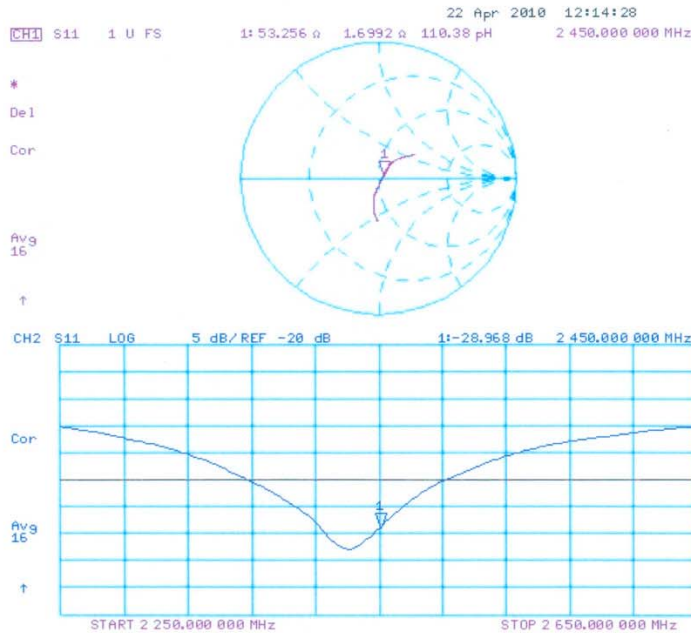 22 Apr 2010 12:14:28
CH1 S11 1 U FS 1: 53.256 Ω 1.6992 Ω 110.38 pH 2 450.000 000 MHz
*
Del
Cor
1
Avg
16
↑
CH2 S11 LOG 5 dB/REF -20 dB 1:-28.968 dB 2 450.000 000 MHz
Cor
1
Avg
16
↑
START 2 250.000 000 MHz STOP 2 650.000 000 MHz